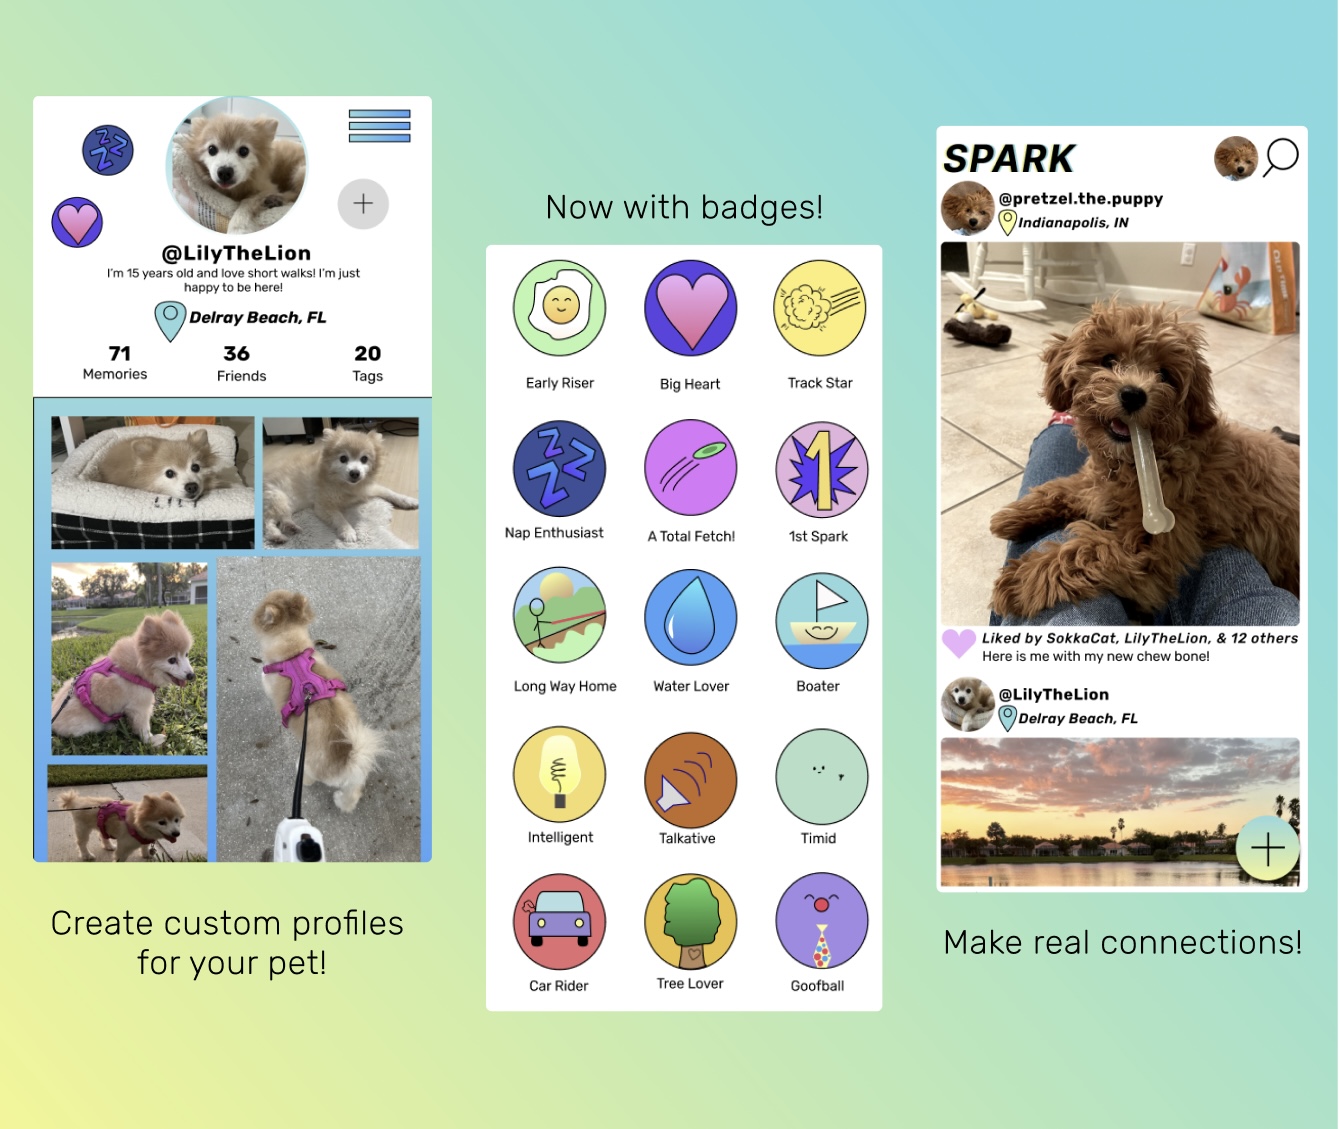 @LilyTheLion
I'm 15 years old and love short walks! I'm just
happy to be here!
Delray Beach, FL
71
Memories
36
Friends
20
Tags
Create custom profiles
for your pet!
Now with badges!
Early Riser
Big Heart
Track Star
Nap Enthusiast
A Total Fetch!
1
1st Spark
Long Way Home
Water Lover
Boater
Intelligent
Talkative
Timid
Car Rider
Tree Lover
Goofball
SPARK
@pretzel.the.puppy
Indianapolis, IN
Liked by SokkaCat, LilyTheLion, & 12 others
Here is me with my new chew bone!
@LilyTheLion
Delray Beach, FL
Make real connections!